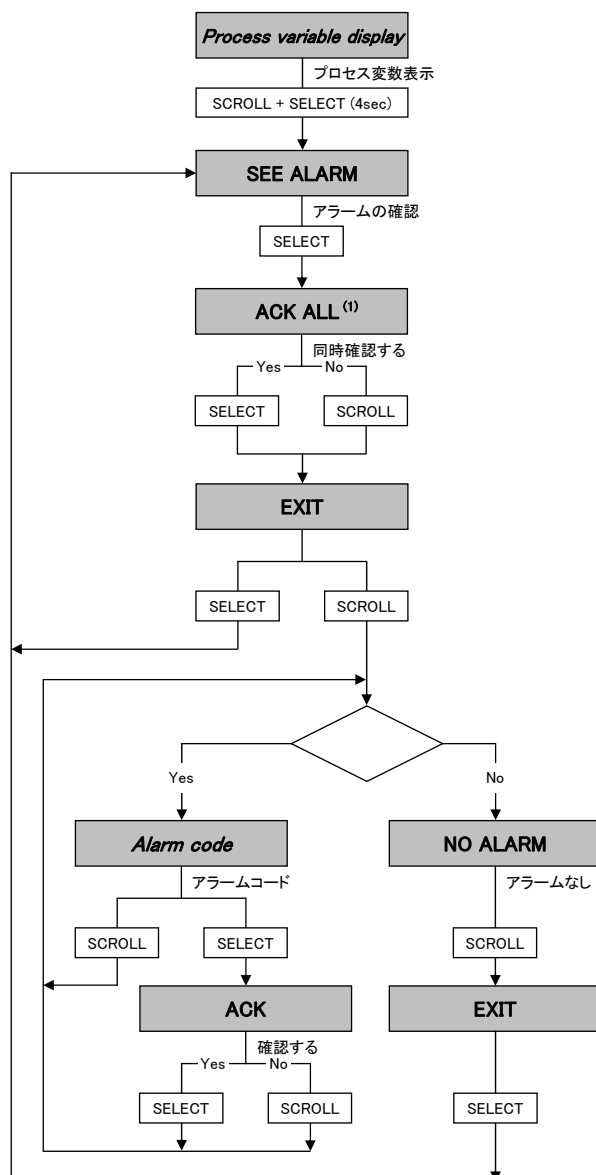 Process variable display
プロセス変数表示
SCROLL + SELECT (4sec)
SEE ALARM
アラームの確認
SELECT
ACK ALL(1)
同時確認する
Yes No
SELECT SCROLL
EXIT
SELECT SCROLL
Yes No
Alarm code NO ALARM
アラームコード アラームなし
SCROLL SELECT SCROLL
ACK EXIT
確認する
Yes No
SELECT SCROLL SELECT